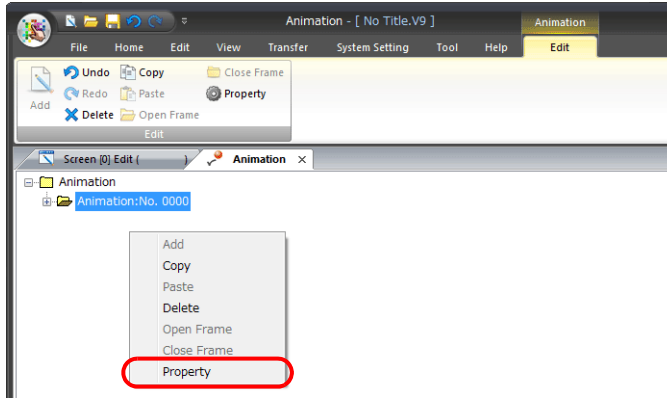 Animation - [ No Title.V9 ] Animation
File Home Edit View Transfer System Setting Tool Help Edit
Undo Copy Close Frame
Add Redo Paste Property
Delete Open Frame
Edit
Screen [0] Edit ( ) Animation ×
Animation
Animation:No. 0000
Add
Copy
Paste
Delete
Open Frame
Close Frame
Property